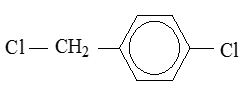 Cl — CH₂ — Cl